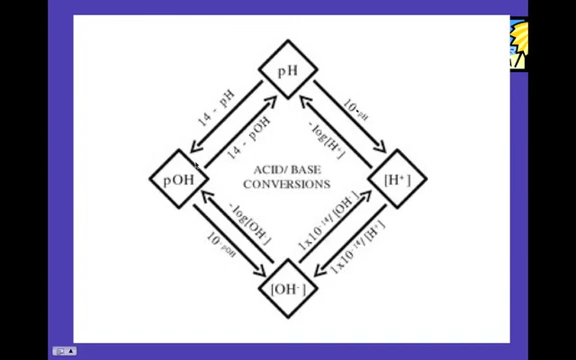 pH
14 - pH
10-pH
14 - pOH
-log[H+]
ACID/ BASE
CONVERSIONS
pOH
[H+]
-log[OH-]
1x10-14/[OH-]
10-pOH
1x10-14/[H+]
[OH-]